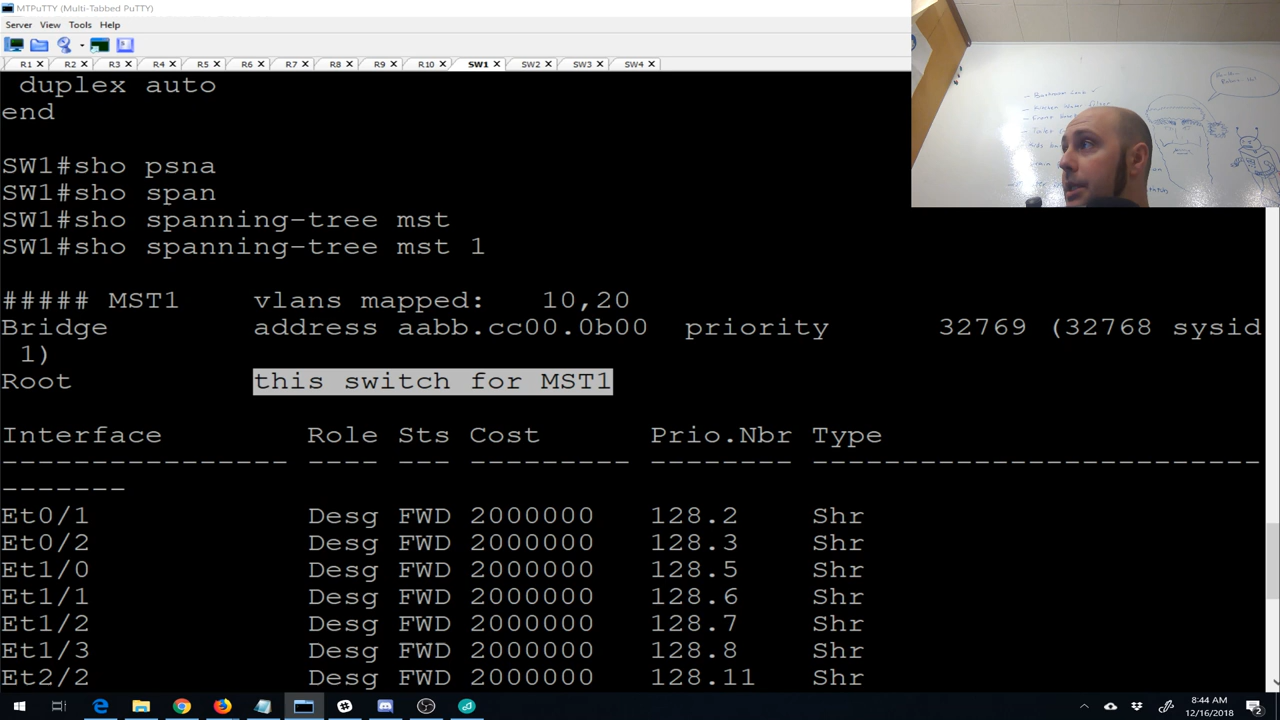 MTPuTTY (Multi-Tabbed PuTTY)
Server View Tools Help
R1 R2 R3 R4 R5 R6 R7 R8 R9 R10 SW1 SW2 SW3 SW4
duplex auto
end
SW1#sho psna
SW1#sho span
SW1#sho spanning-tree mst
SW1#sho spanning-tree mst 1
##### MST1 vlans mapped: 10,20
Bridge address aabb.cc00.0b00 priority 32769 (32768 sysid
1)
Root this switch for MST1
Interface Role Sts Cost Prio.Nbr Type
---------------- ---- --- --------- -------- -------------------------
-------
Et0/1 Desg FWD 2000000 128.2 Shr
Et0/2 Desg FWD 2000000 128.3 Shr
Et1/0 Desg FWD 2000000 128.5 Shr
Et1/1 Desg FWD 2000000 128.6 Shr
Et1/2 Desg FWD 2000000 128.7 Shr
Et1/3 Desg FWD 2000000 128.8 Shr
Et2/2 Desg FWD 2000000 128.11 Shr
8:44 AM
12/16/2018
2